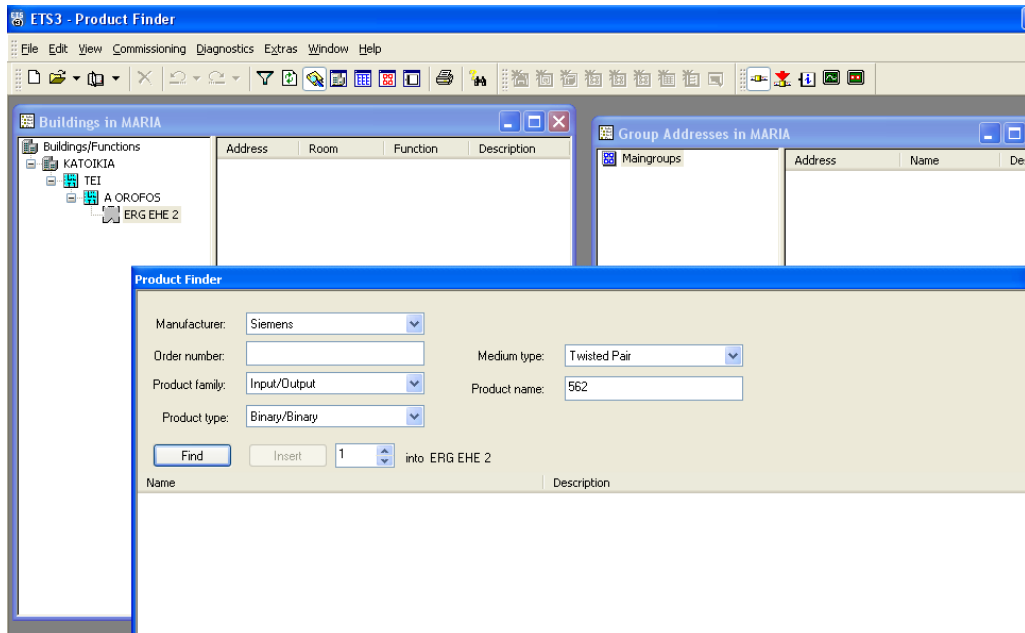 ETS3 - Product Finder
File Edit View Commissioning Diagnostics Extras Window Help
Buildings in MARIA
Buildings/Functions
ΚΑΤΟΙΚΙΑ
ΤΕΙ
Α OROFOS
ERG EHE 2
Address Room Function Description
Group Addresses in MARIA
Maingroups
Address Name De
Product Finder
Manufacturer: Siemens
Order number:
Medium type: Twisted Pair
Product family: Input/Output
Product name: 562
Product type: Binary/Binary
Find Insert 1 into ERG EHE 2
Name Description